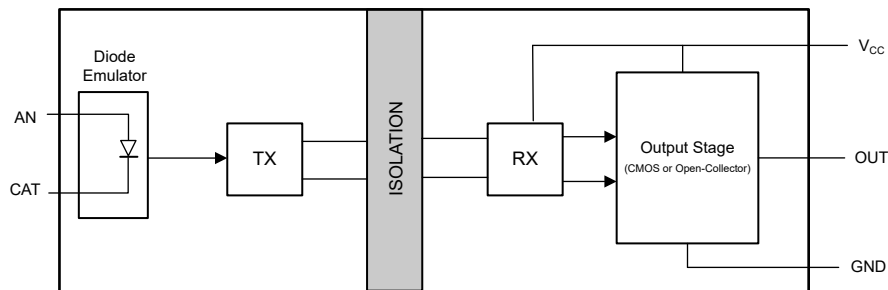 Diode
Emulator
AN
CAT
TX
ISOLATION
RX
Output Stage
(CMOS or Open-Collector)
VCC
OUT
GND